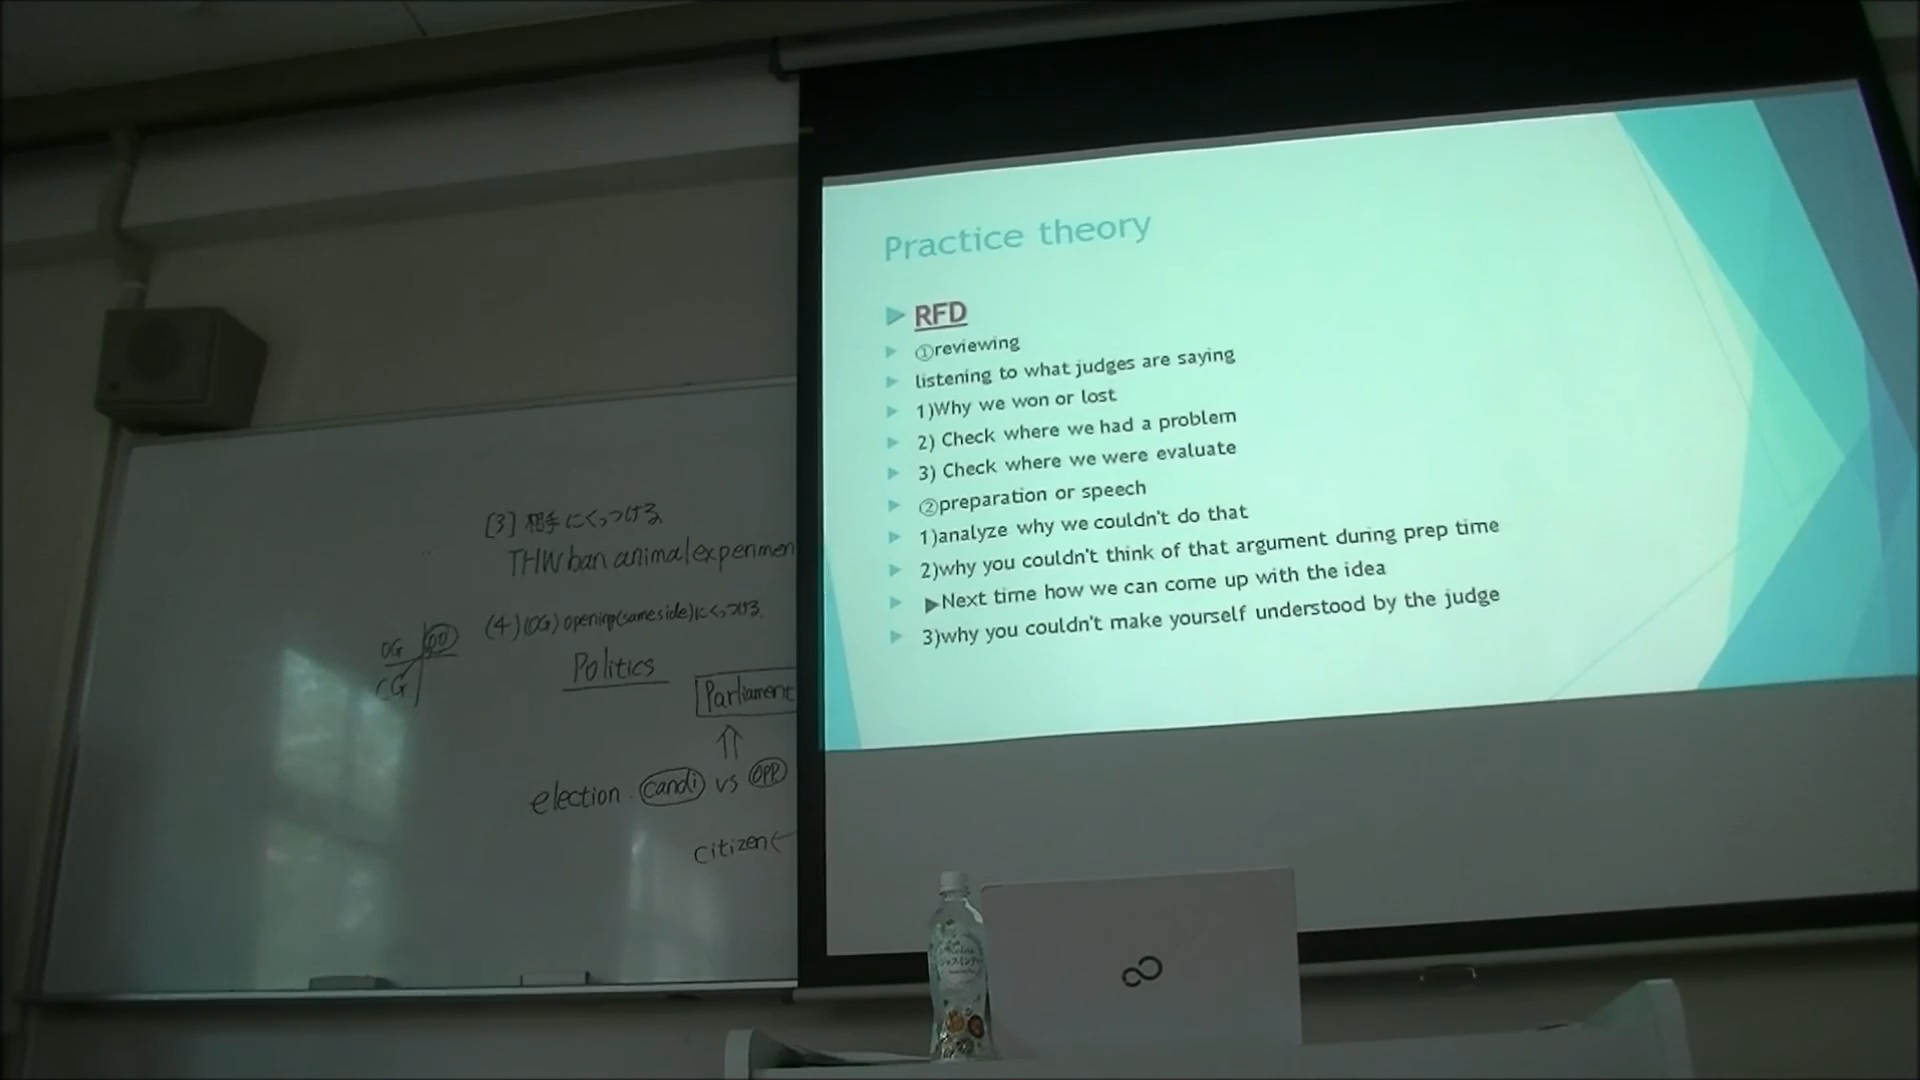 [3] 相手にくっつける
THW ban animal experimen
(4) (OG) opening(same side)にくっつける
OG OO
CG
Politics
Parliament
election candi vs OPP
citizen
Practice theory
RFD
①reviewing
listening to what judges are saying
1)Why we won or lost
2) Check where we had a problem
3) Check where we were evaluate
②preparation or speech
1)analyze why we couldn't do that
2)why you couldn't think of that argument during prep time
▶Next time how we can come up with the idea
3)why you couldn't make yourself understood by the judge